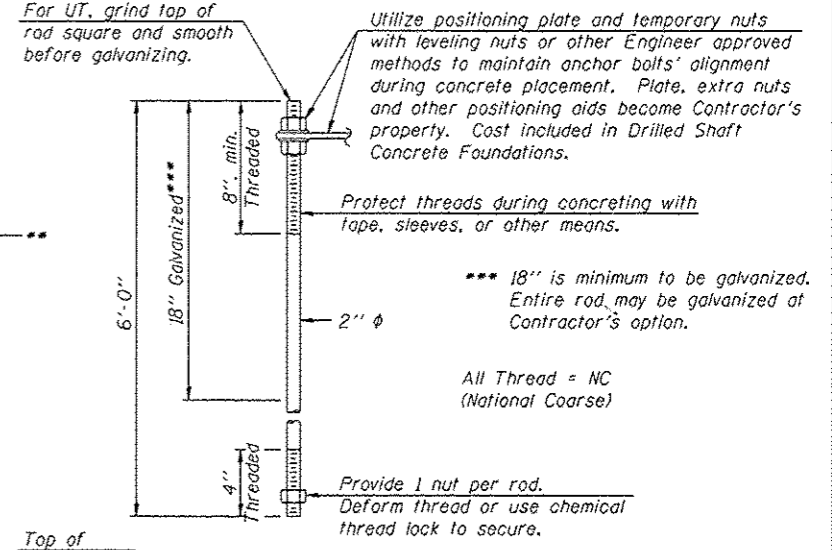 For UT, grind top of
rod square and smooth
before galvanizing.
Utilize positioning plate and temporary nuts
with leveling nuts or other Engineer approved
methods to maintain anchor bolts' alignment
during concrete placement. Plate, extra nuts
and other positioning aids become Contractor's
property. Cost included in Drilled Shaft
Concrete Foundations.
8", min.
Threaded
18" Galvanized***
6'-0"
**
Protect threads during concreting with
tape, sleeves, or other means.
*** 18" is minimum to be galvanized.
Entire rod may be galvanized at
Contractor's option.
2" φ
All Thread = NC
(National Coarse)
4"
Threaded
Provide 1 nut per rod.
Deform thread or use chemical
thread lock to secure.
Top of